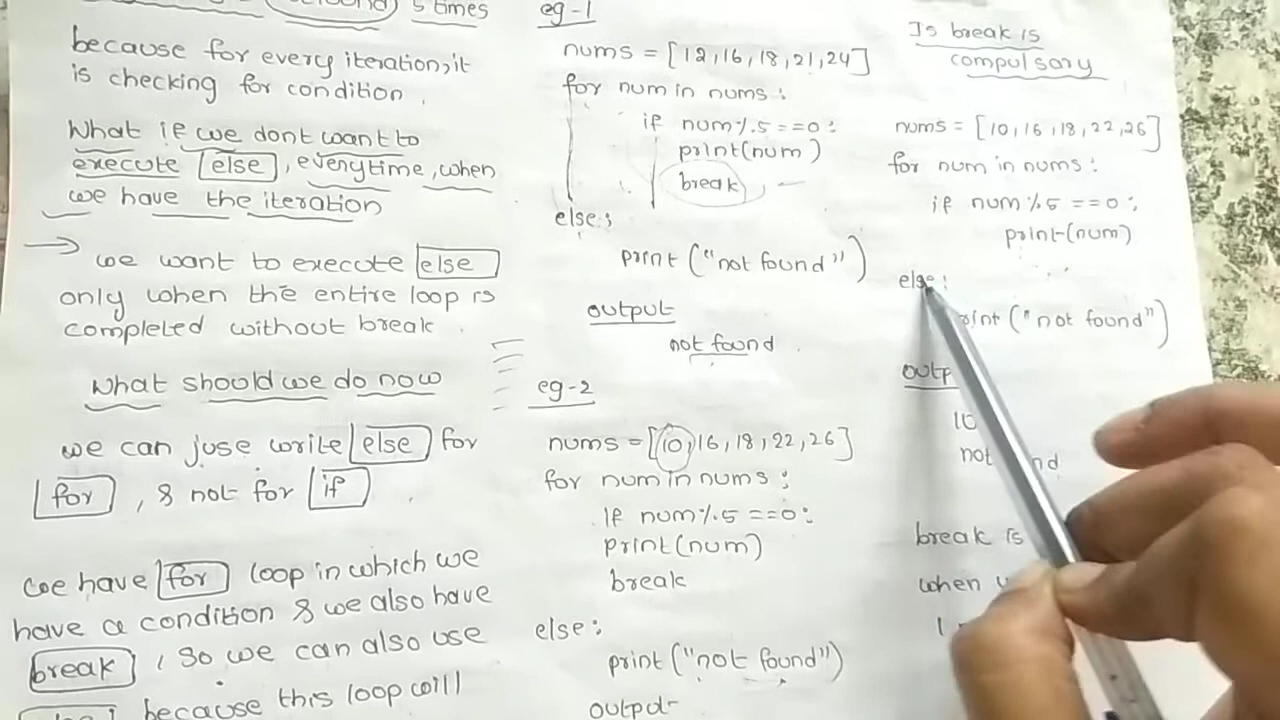 5 times
because for every iteration, it
is checking for condition.
What if we dont want to
execute else, everytime, when
we have the iteration
→ we want to execute else
only when the entire loop is
completed without break.
What should we do now
we can juse write else for
for, & not for if.
we have for loop in which we
have a condition & we also have
break, so we can also use
because this loop will
eg-1
nums = [12,16,18,21,24]
for num in nums:
if num%5==0:
print(num)
break
else:
print("not found")
output
not found
eg-2
nums = [10,16,18,22,26]
for num in nums:
If num%5==0:
print(num)
break
else:
print("not found")
output
Is break is
compulsory
nums = [10,16,18,22,26]
for num in nums:
if num%5==0:
print(num)
else:
("not found")
10
not
break is
when